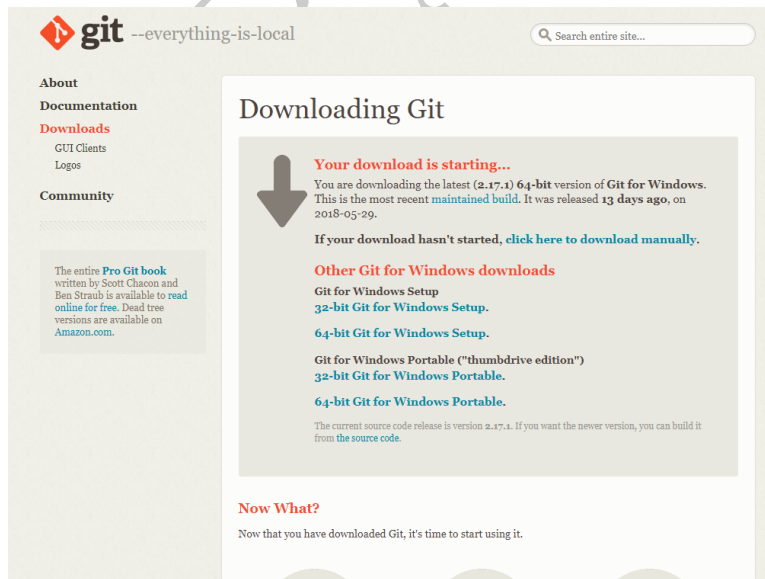 git --everything-is-local
Search entire site...
About
Documentation
Downloads
GUI Clients
Logos
Community
The entire Pro Git book
written by Scott Chacon and
Ben Straub is available to read
online for free. Dead tree
versions are available on
Amazon.com.
Downloading Git
Your download is starting...
You are downloading the latest (2.17.1) 64-bit version of Git for Windows.
This is the most recent maintained build. It was released 13 days ago, on
2018-05-29.
If your download hasn't started, click here to download manually.
Other Git for Windows downloads
Git for Windows Setup
32-bit Git for Windows Setup.
64-bit Git for Windows Setup.
Git for Windows Portable ("thumbdrive edition")
32-bit Git for Windows Portable.
64-bit Git for Windows Portable.
The current source code release is version 2.17.1. If you want the newer version, you can build it
from the source code.
Now What?
Now that you have downloaded Git, it's time to start using it.